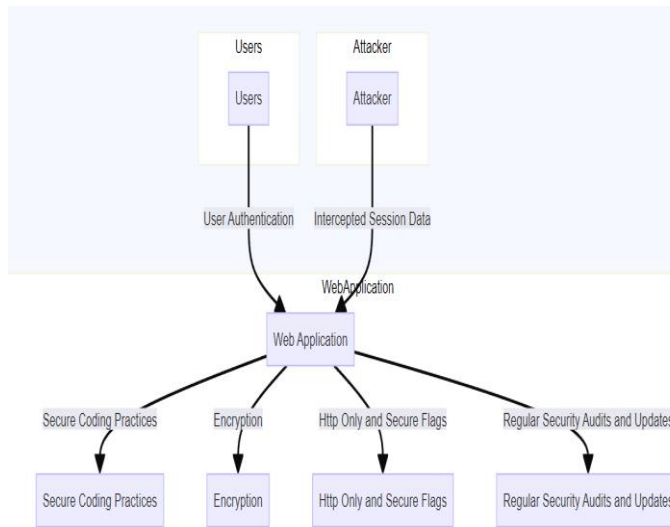 Users
Attacker
Users
Attacker
User Authentication
Intercepted Session Data
WebApplication
Web Application
Secure Coding Practices
Encryption
Http Only and Secure Flags
Regular Security Audits and Updates
Secure Coding Practices
Encryption
Http Only and Secure Flags
Regular Security Audits and Updates